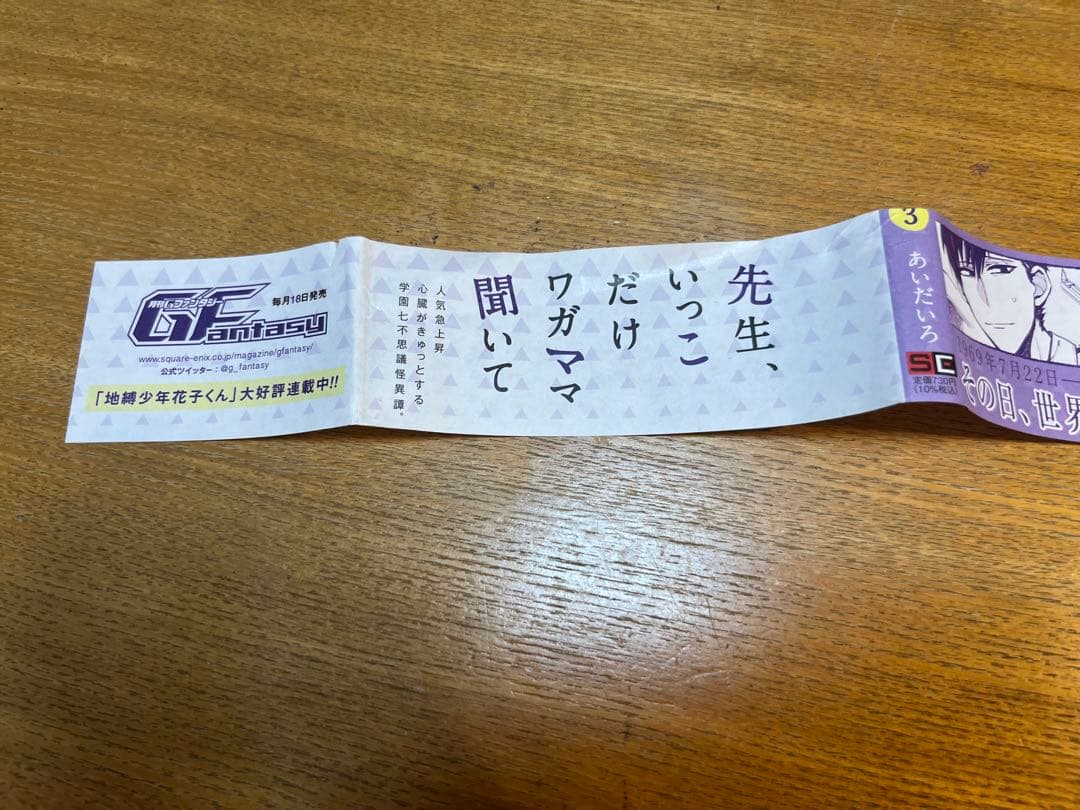 月刊Gファンタジー
GFantasy
毎月18日発売
www.square-enix.co.jp/magazine/gfantasy/
公式ツイッター：@g_fantasy
「地縛少年花子くん」大好評連載中!!
先生、
いっこ
だけ
ワガママ
聞いて
人気急上昇
心臓がきゅっとする
学園七不思議怪異譚。
3
あいだいろ
SG
定価730円
(10%税込)
1969年7月22日
その日、世界